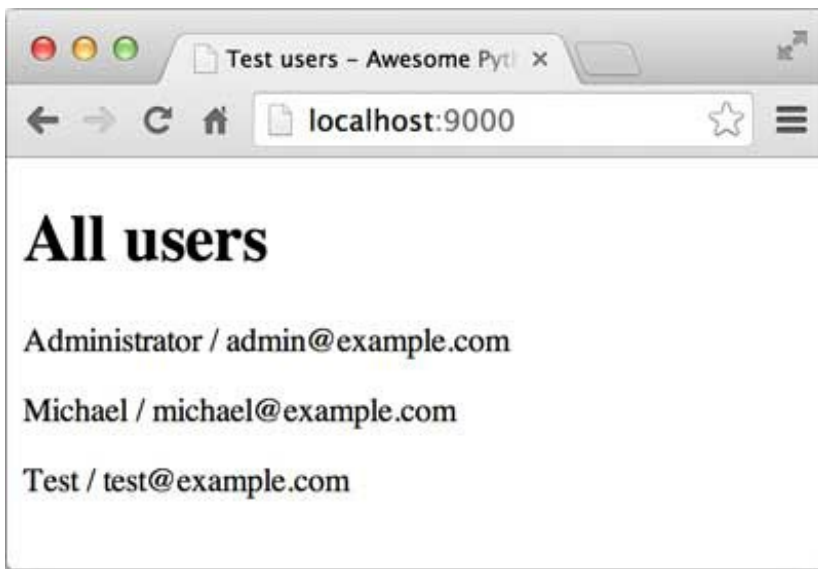 Test users – Awesome Pyt
localhost:9000
All users
Administrator / admin@example.com
Michael / michael@example.com
Test / test@example.com